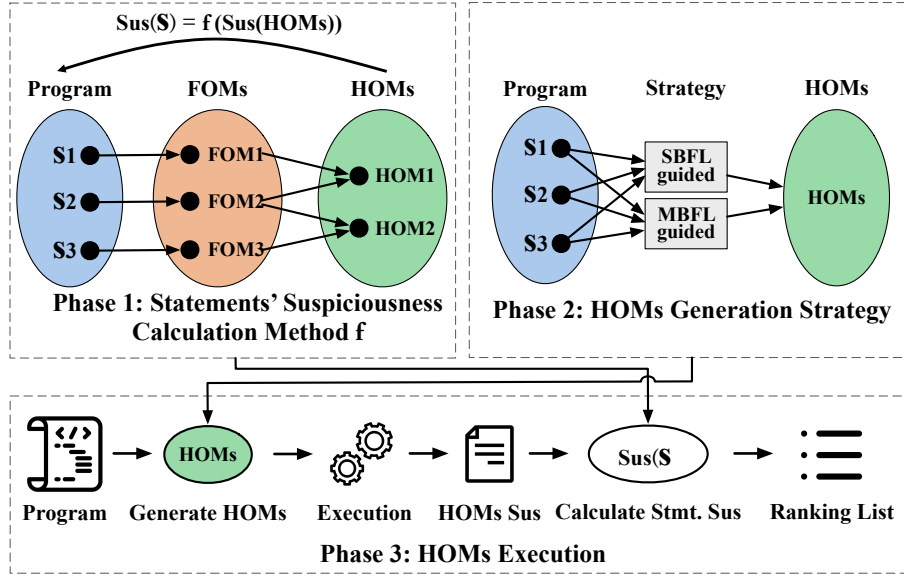 Sus(S) = f (Sus(HOMs))
Program FOMs HOMs
S1 FOM1
S2 FOM2 HOM1
S3 FOM3 HOM2
Phase 1: Statements’ Suspiciousness
Calculation Method f
Program Strategy HOMs
S1
S2
S3
SBFL
guided
MBFL
guided
HOMs
Phase 2: HOMs Generation Strategy
</>
HOMs
Sus(S
Program Generate HOMs Execution HOMs Sus Calculate Stmt. Sus Ranking List
Phase 3: HOMs Execution